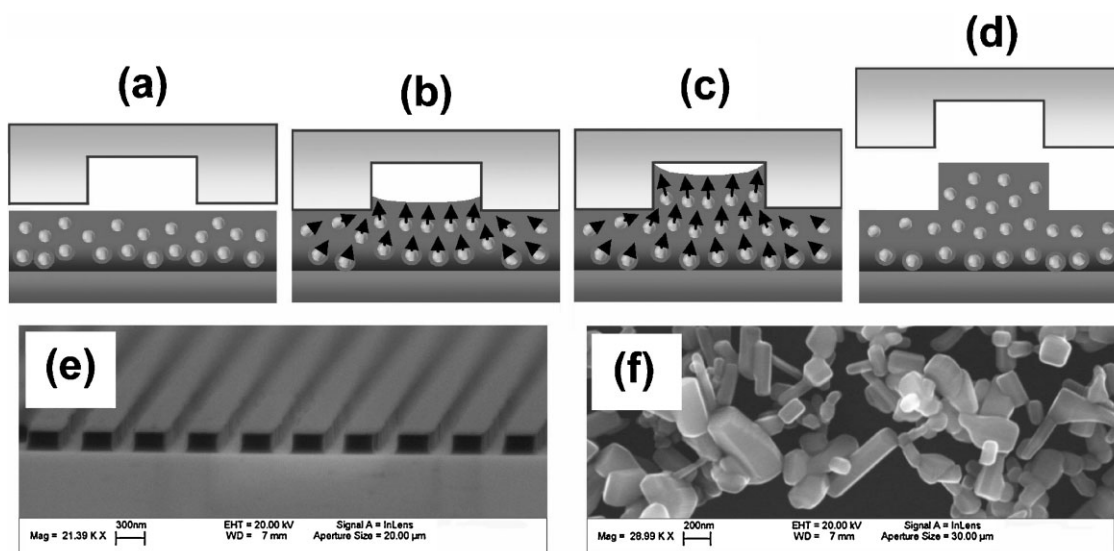 (a)
(b)
(c)
(d)
(e)
Mag = 21.39 K X
300nm
EHT = 20.00 kV
WD = 7 mm
Signal A = InLens
Aperture Size = 20.00 µm
(f)
Mag = 28.99 K X
200nm
EHT = 20.00 kV
WD = 7 mm
Signal A = InLens
Aperture Size = 30.00 µm